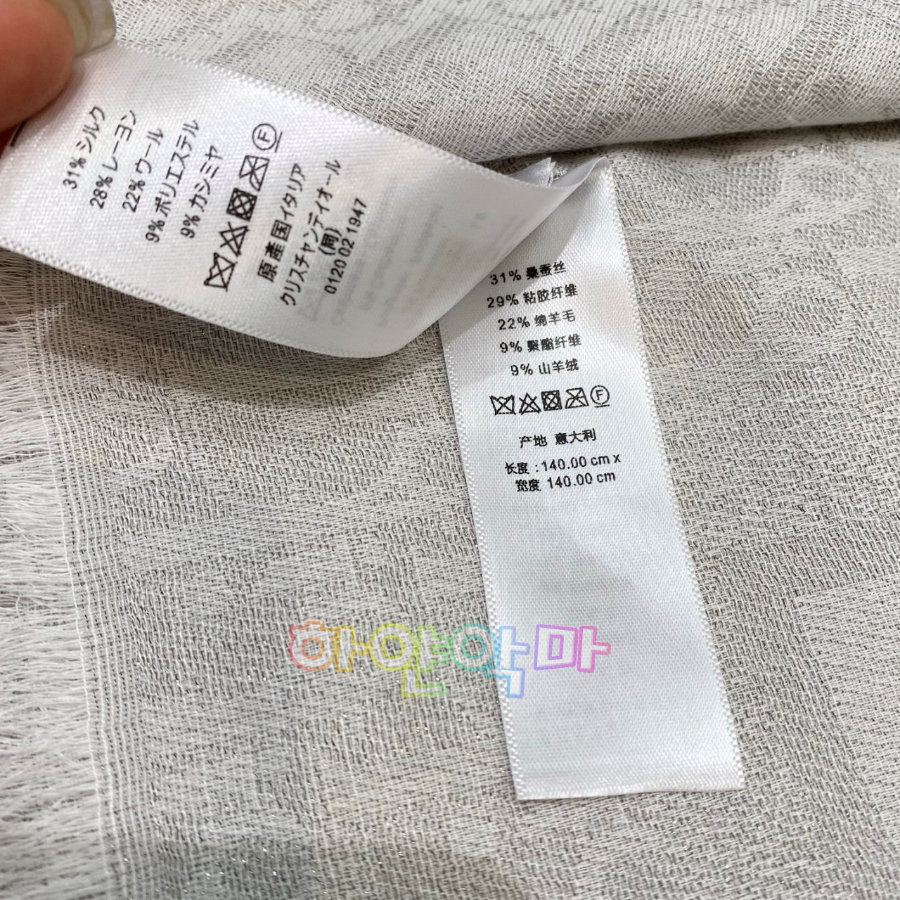 31% シルク
28% レーヨン
22% ウール
9% ポリエステル
9% カシミヤ
原産国イタリア
クリスチャンディオール
(同)
0120 02 1947
31% 桑蚕丝
29% 粘胶纤维
22% 绵羊毛
9% 聚酯纤维
9% 山羊绒
产地 意大利
长度 : 140.00 cm x
宽度 140.00 cm
하얀악마